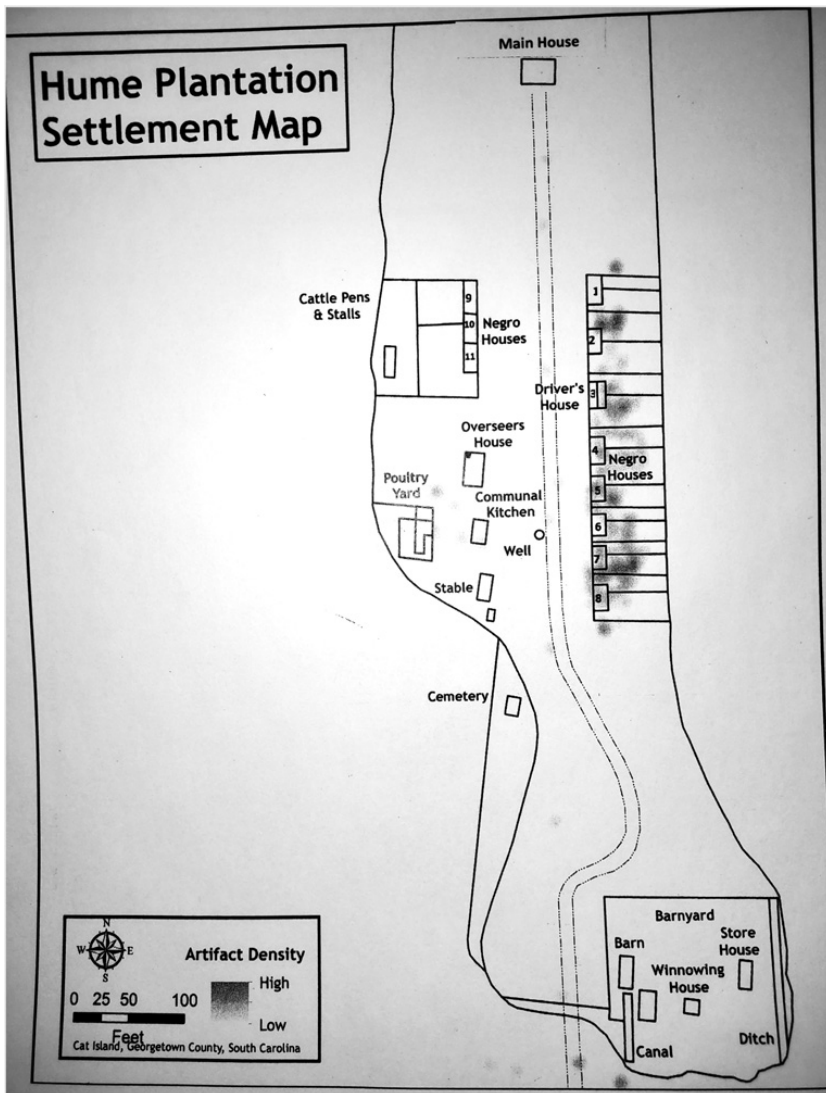 Hume Plantation
Settlement Map
Main House
Cattle Pens
& Stalls
9
10
11
Negro
Houses
1
2
Driver's
House
3
Overseers
House
4
Negro
Houses
5
Poultry
Yard
Communal
Kitchen
6
Well
7
Stable
8
Cemetery
Barnyard
Barn
Store
House
Winnowing
House
Canal
Ditch
N
W E
S
Artifact Density
High
Low
0 25 50 100
Feet
Cat Island, Georgetown County, South Carolina